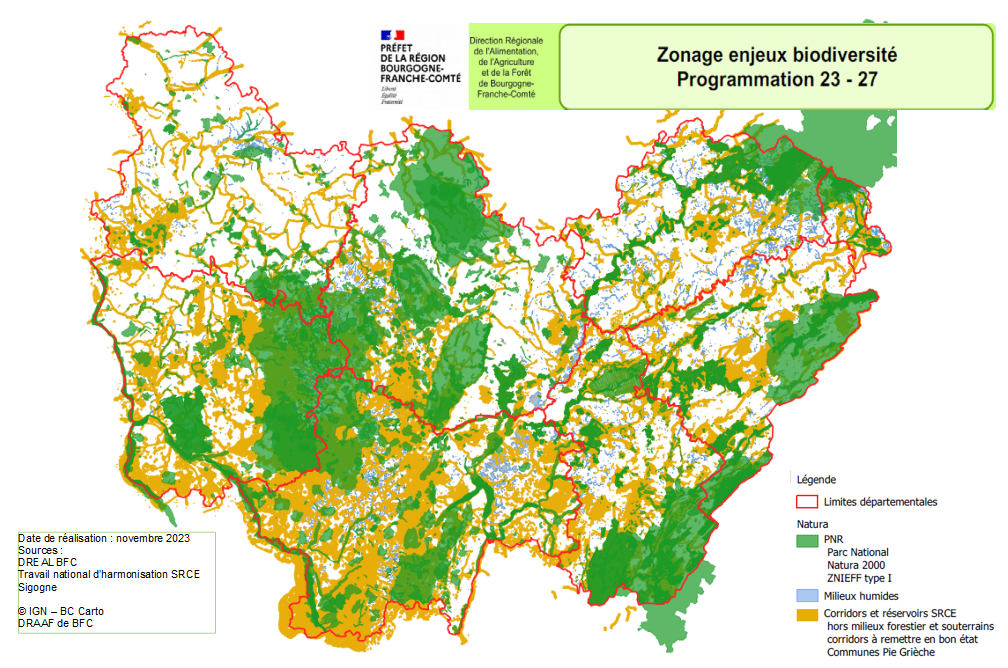 PRÉFET
DE LA RÉGION
BOURGOGNE-
FRANCHE-COMTÉ
Liberté
Égalité
Fraternité
Direction Régionale
de l'Alimentation,
de l'Agriculture
et de la Forêt
de Bourgogne-
Franche-Comté
Zonage enjeux biodiversité
Programmation 23 - 27
Légende
Limites départementales
Natura
PNR
Parc National
Natura 2000
ZNIEFF type I
Milieux humides
Corridors et réservoirs SRCE
hors milieux forestier et souterrains
corridors à remettre en bon état
Communes Pie Grièche
Date de réalisation : novembre 2023
Sources :
DREAL BFC
Travail national d'harmonisation SRCE
Sigogne
© IGN – BC Carto
DRAAF de BFC